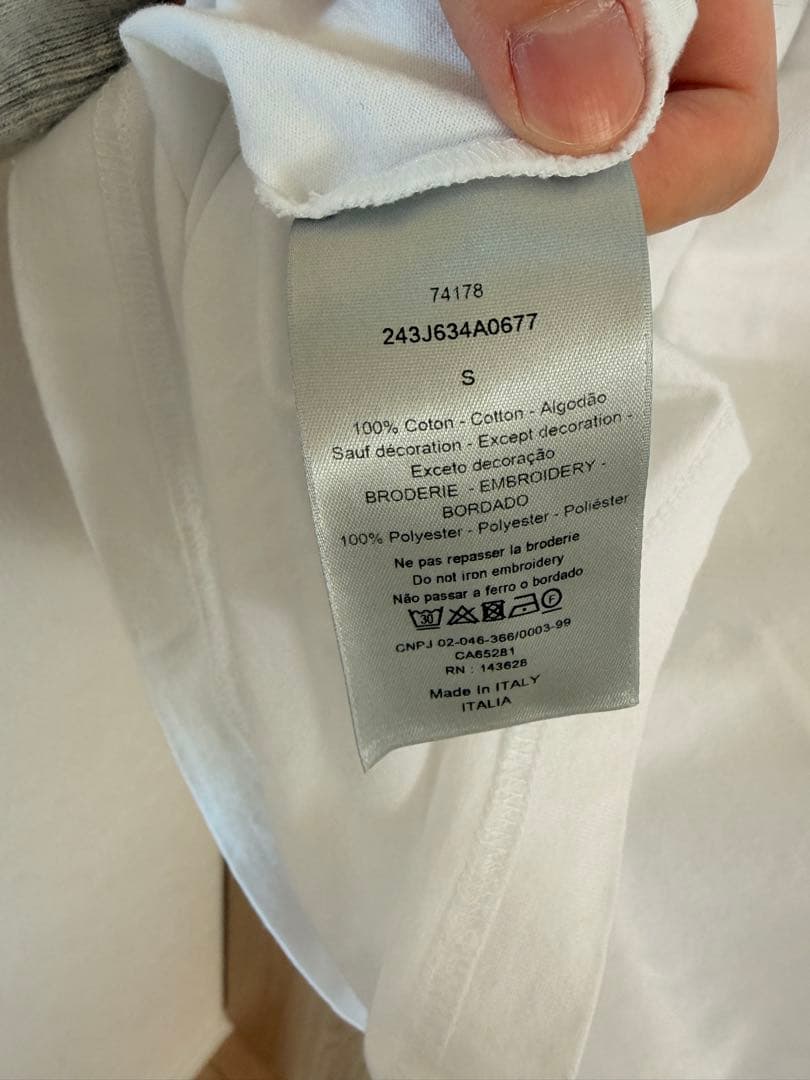 74178
243J634A0677
S
100% Coton - Cotton - Algodão
Sauf décoration - Except decoration -
Exceto decoração
BRODERIE - EMBROIDERY -
BORDADO
100% Polyester - Polyester - Poliéster
Ne pas repasser la broderie
Do not iron embroidery
Não passar a ferro o bordado
30 F
CNPJ 02-046-366/0003-99
CA65281
RN : 143628
Made In ITALY
ITALIA